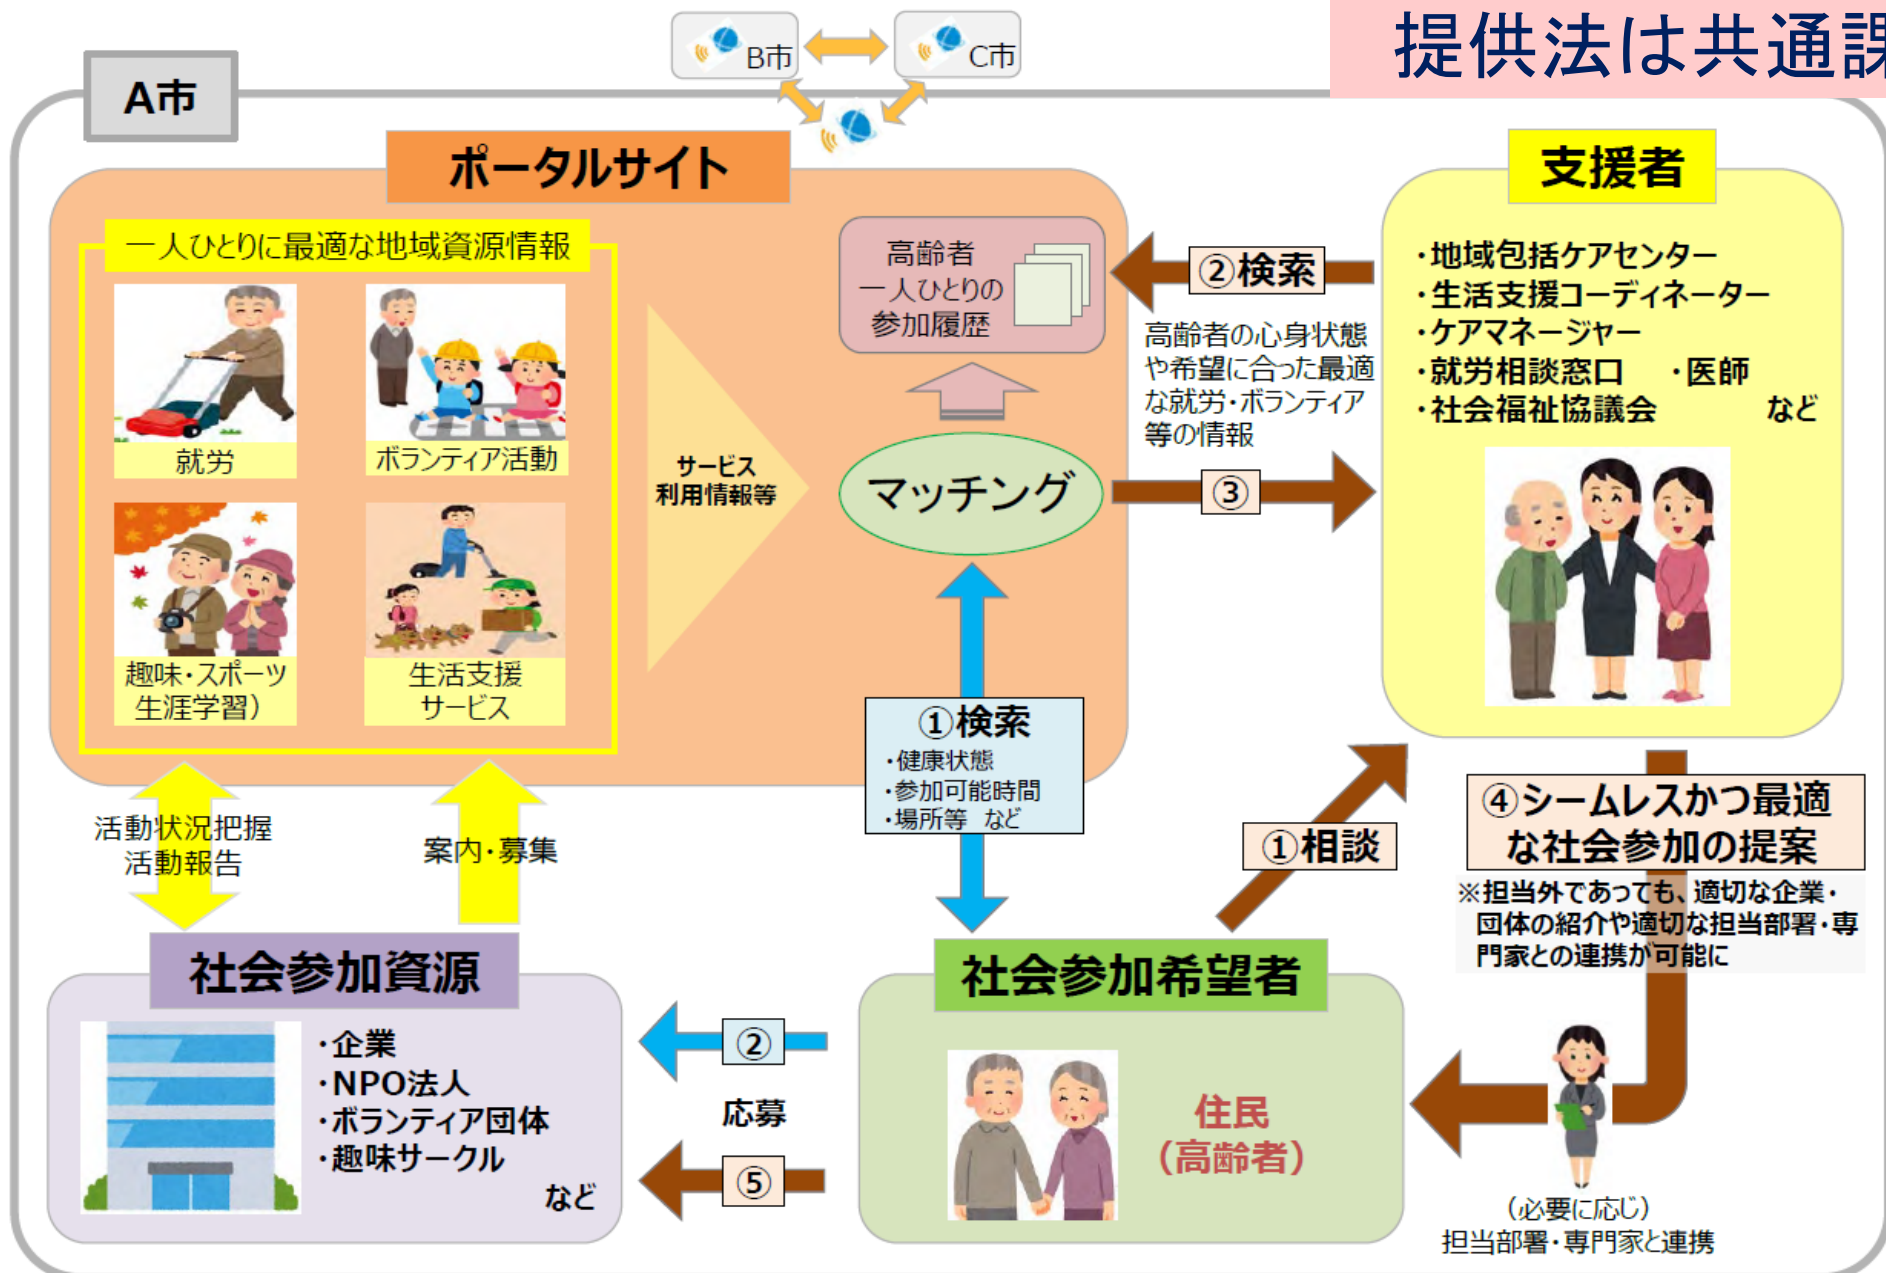 提供法は共通課
B市
C市
A市
ポータルサイト
一人ひとりに最適な地域資源情報
就労
ボランティア活動
趣味・スポーツ
生涯学習）
生活支援
サービス
サービス
利用情報等
高齢者
一人ひとりの
参加履歴
マッチング
②検索
高齢者の心身状態
や希望に合った最適
な就労・ボランティア
等の情報
③
支援者
・地域包括ケアセンター
・生活支援コーディネーター
・ケアマネージャー
・就労相談窓口　・医師
・社会福祉協議会　など
①検索
・健康状態
・参加可能時間
・場所等　など
活動状況把握
活動報告
案内・募集
①相談
④シームレスかつ最適
な社会参加の提案
※担当外であっても、適切な企業・
団体の紹介や適切な担当部署・専
門家との連携が可能に
社会参加資源
・企業
・NPO法人
・ボランティア団体
・趣味サークル
など
②
応募
⑤
社会参加希望者
住民
（高齢者）
（必要に応じ）
担当部署・専門家と連携